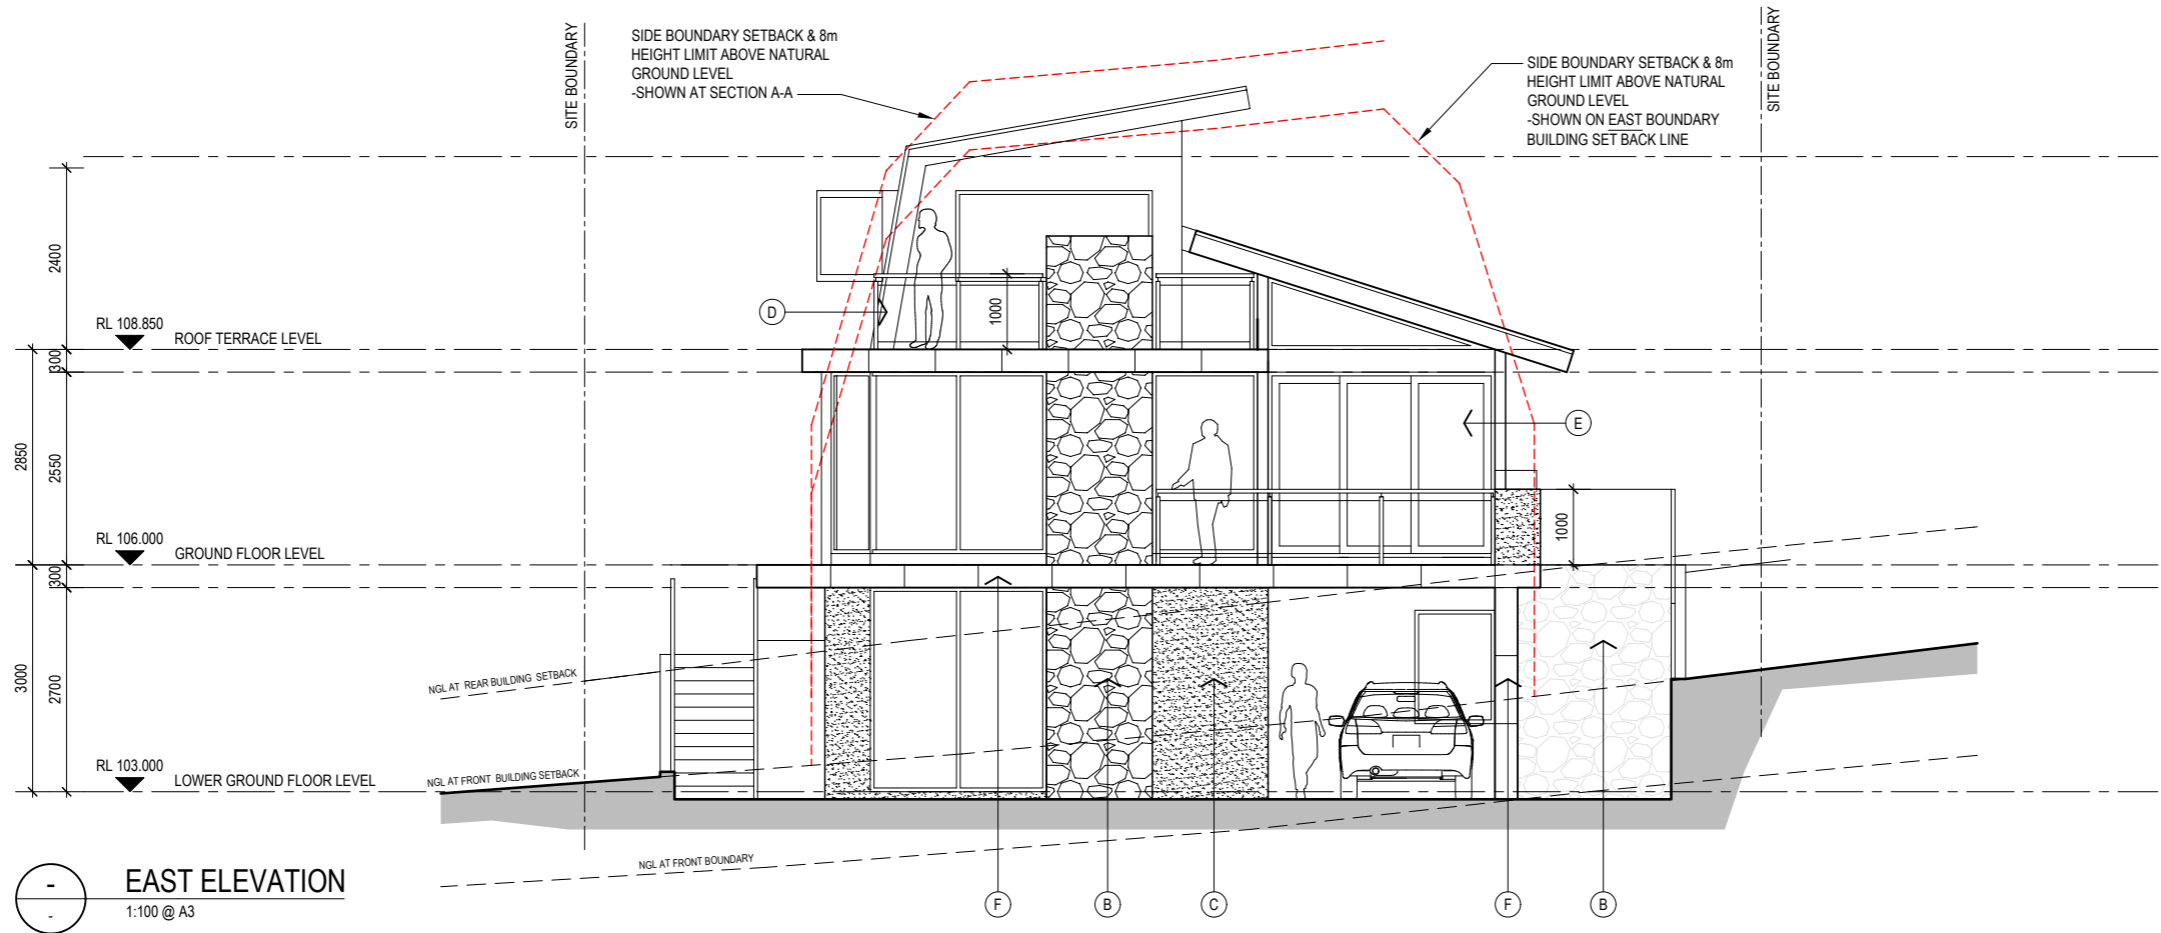 SITE BOUNDARY
SIDE BOUNDARY SETBACK & 8m
HEIGHT LIMIT ABOVE NATURAL
GROUND LEVEL
-SHOWN AT SECTION A-A
SIDE BOUNDARY SETBACK & 8m
HEIGHT LIMIT ABOVE NATURAL
GROUND LEVEL
-SHOWN ON EAST BOUNDARY
BUILDING SET BACK LINE
SITE BOUNDARY
2400
D
1000
RL 108.850
ROOF TERRACE LEVEL
300
2850
2550
E
1000
RL 106.000
GROUND FLOOR LEVEL
300
3000
2700
NGL AT REAR BUILDING SETBACK
RL 103.000
LOWER GROUND FLOOR LEVEL
NGL AT FRONT BUILDING SETBACK
NGL AT FRONT BOUNDARY
F
B
C
F
B
-
-
EAST ELEVATION
1:100 @ A3